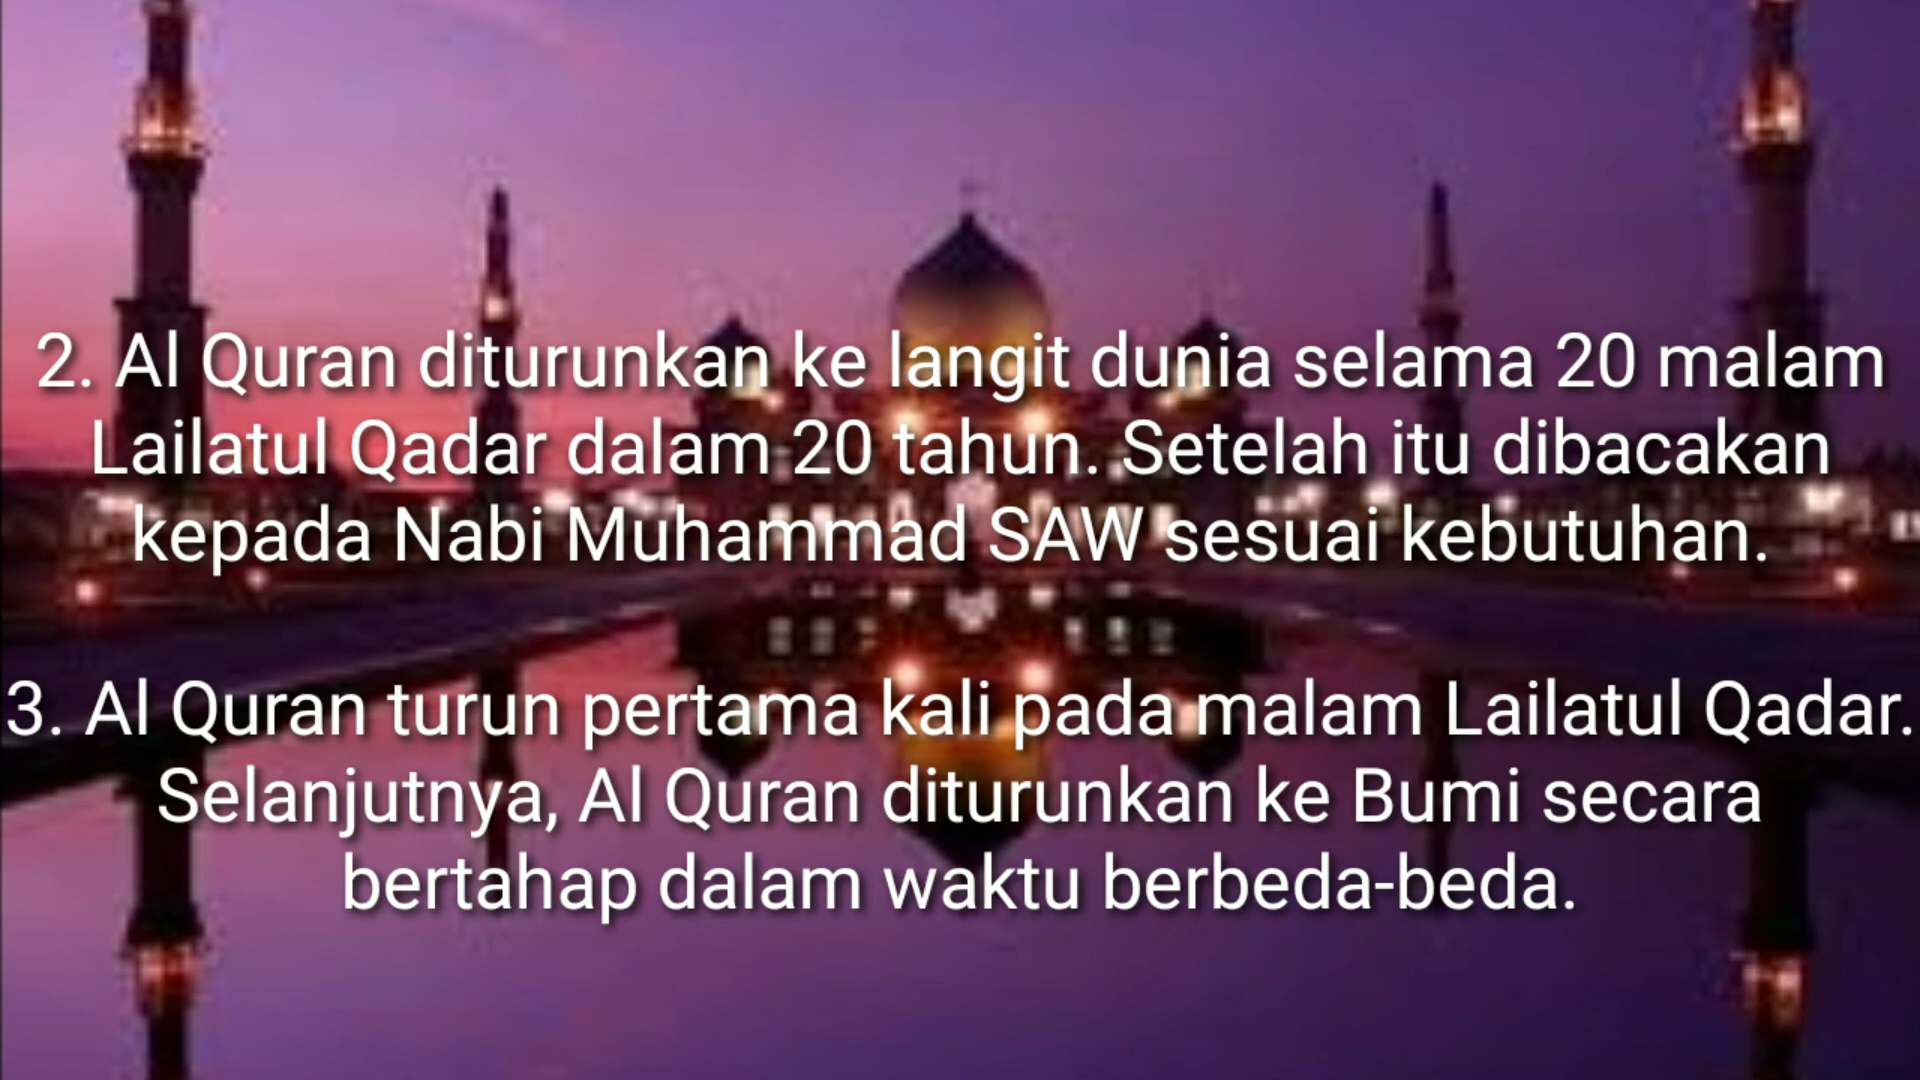 2. Al Quran diturunkan ke langit dunia selama 20 malam
Lailatul Qadar dalam 20 tahun. Setelah itu dibacakan
kepada Nabi Muhammad SAW sesuai kebutuhan.
3. Al Quran turun pertama kali pada malam Lailatul Qadar.
Selanjutnya, Al Quran diturunkan ke Bumi secara
bertahap dalam waktu berbeda-beda.